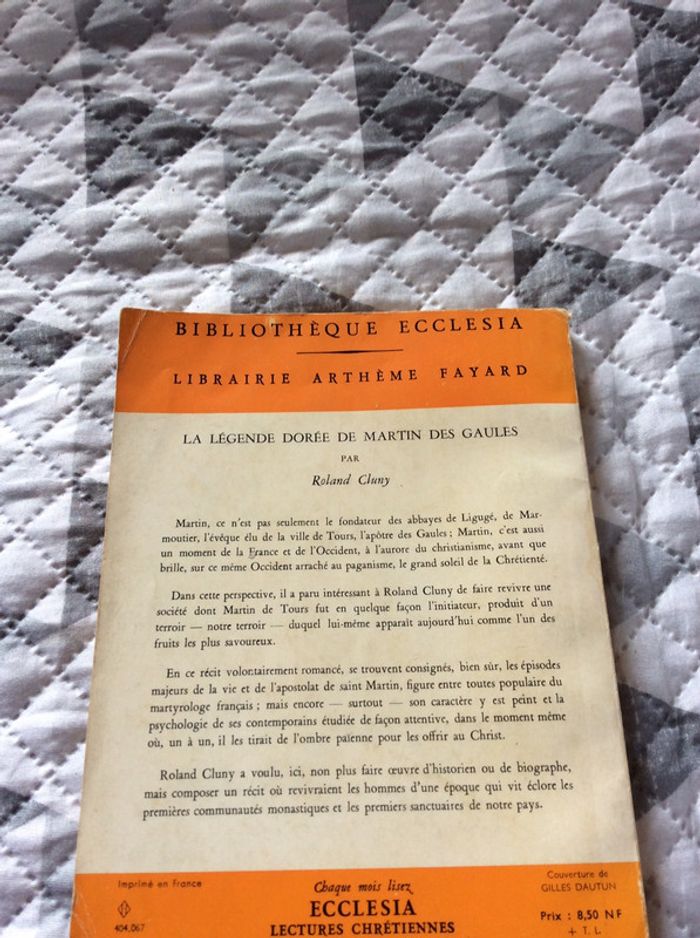 BIBLIOTHÈQUE ECCLESIA
LIBRAIRIE ARTHÈME FAYARD
LA LÉGENDE DORÉE DE MARTIN DES GAULES
PAR
Roland Cluny
Martin, ce n'est pas seulement le fondateur des abbayes de Ligugé, de Mar-
moutier, l'évêque élu de la ville de Tours, l'apôtre des Gaules ; Martin, c'est aussi
un moment de la France et de l'Occident, à l'aurore du christianisme, avant que
brille, sur ce même Occident arraché au paganisme, le grand soleil de la Chrétienté.
Dans cette perspective, il a paru intéressant à Roland Cluny de faire revivre une
société dont Martin de Tours fut en quelque façon l'initiateur, produit d'un
terroir — notre terroir — duquel lui-même apparaît aujourd'hui comme l'un des
fruits les plus savoureux.
En ce récit volontairement romancé, se trouvent consignés, bien sûr, les épisodes
majeurs de la vie et de l'apostolat de saint Martin, figure entre toutes populaire du
martyrologe français ; mais encore — surtout — son caractère y est peint et la
psychologie de ses contemporains étudiée de façon attentive, dans le moment même
où, un à un, il les tirait de l'ombre païenne pour les offrir au Christ.
Roland Cluny a voulu, ici, non plus faire œuvre d'historien ou de biographe,
mais composer un récit où revivraient les hommes d'une époque qui vit éclore les
premières communautés monastiques et les premiers sanctuaires de notre pays.
Imprimé en France
404.067
Chaque mois lisez
ECCLESIA
LECTURES CHRÉTIENNES
Couverture de
GILLES DAUTUN
Prix : 8,50 NF
+ T. L.